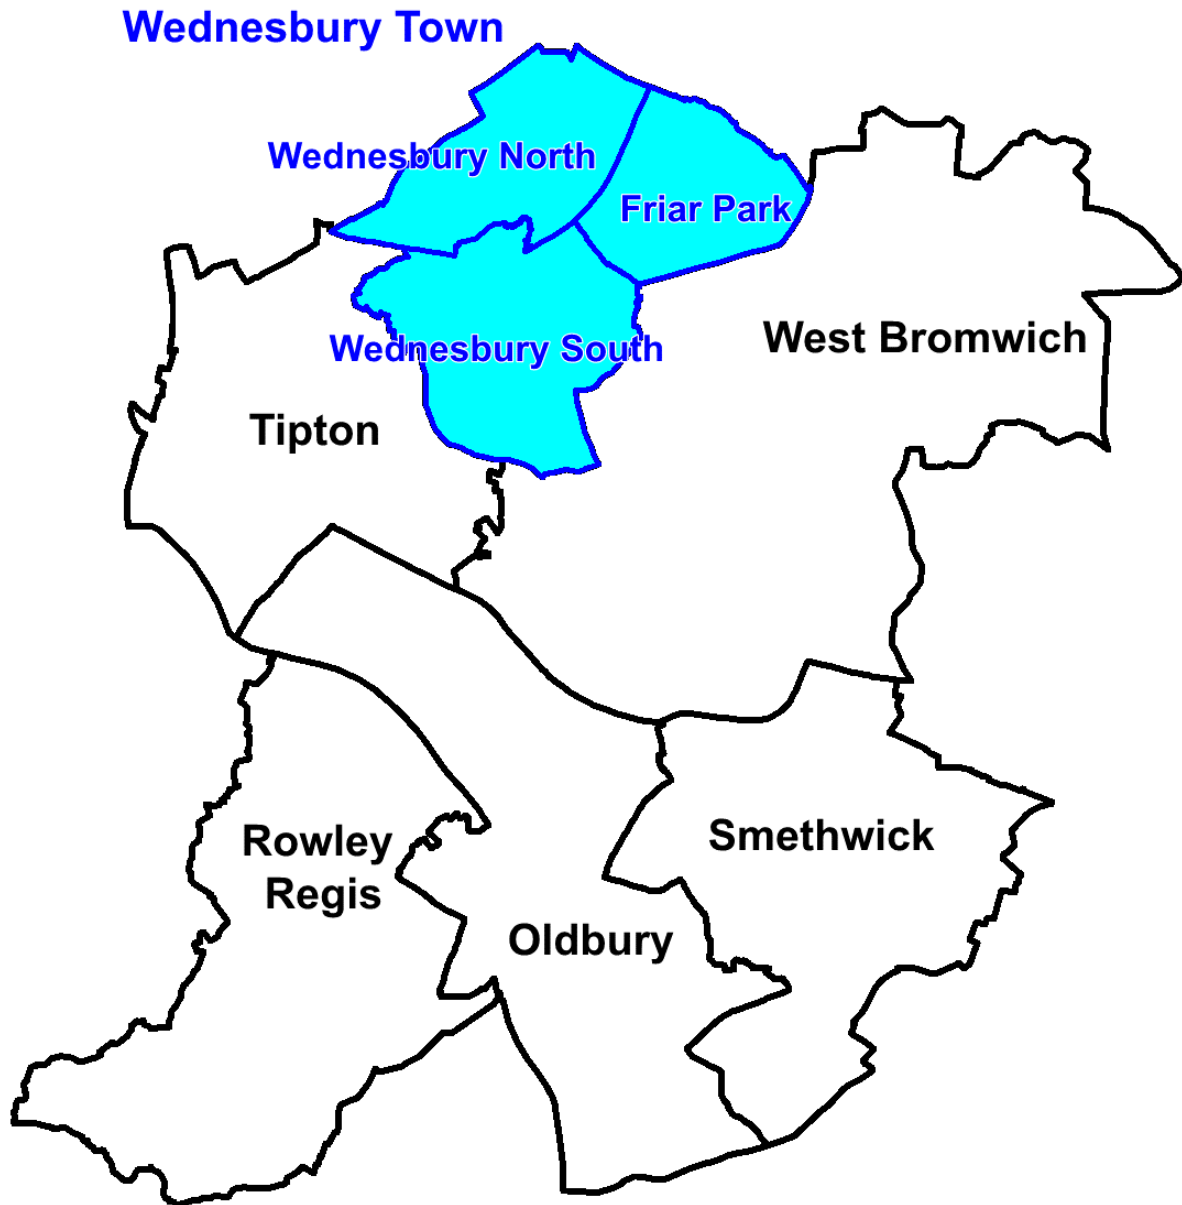 Wednesbury Town
Wednesbury North
Friar Park
West Bromwich
Wednesbury South
Tipton
Smethwick
Rowley
Regis
Oldbury